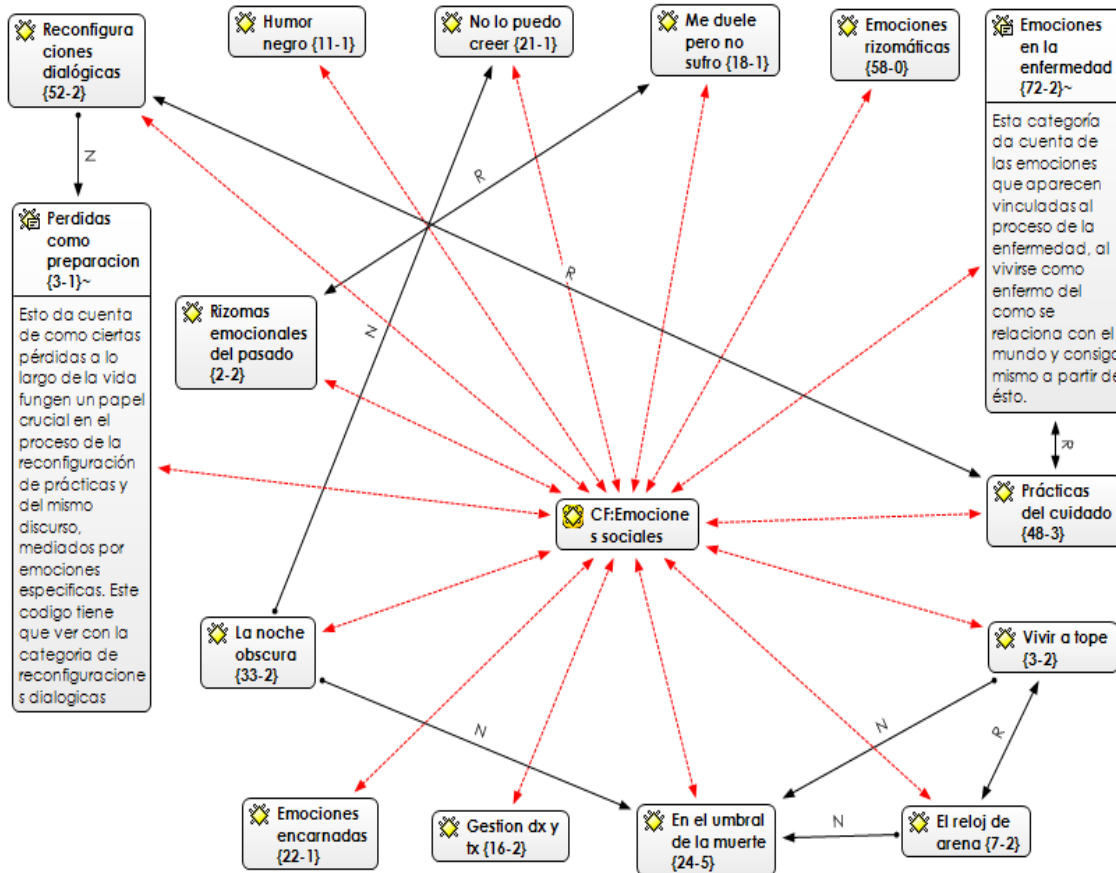 Reconfigura
ciones
dialógicas
{52-2}
Humor
negro {11-1}
No lo puedo
creer {21-1}
Me duele
pero no
sufro {18-1}
Emociones
rizomáticas
{58-0}
Emociones
en la
enfermedad
{72-2}~
Esta categoría
da cuenta de
las emociones
que aparecen
vinculadas al
proceso de la
enfermedad, al
vivirse como
enfermo del
como se
relaciona con el
mundo y consigo
mismo a partir de
ésto.
N
R
R
N
R
Perdidas
como
preparacion
{3-1}~
Esto da cuenta
de como ciertas
pérdidas a lo
largo de la vida
fungen un papel
crucial en el
proceso de la
reconfiguración
de prácticas y
del mismo
discurso,
mediados por
emociones
especificas. Este
codigo tiene
que ver con la
categoria de
reconfiguracione
s dialogicas
Rizomas
emocionales
del pasado
{2-2}
CF:Emocione
s sociales
Prácticas
del cuidado
{48-3}
La noche
obscura
{33-2}
Vivir a tope
{3-2}
N
N
R
N
Emociones
encarnadas
{22-1}
Gestion dx y
tx {16-2}
En el umbral
de la muerte
{24-5}
El reloj de
arena {7-2}